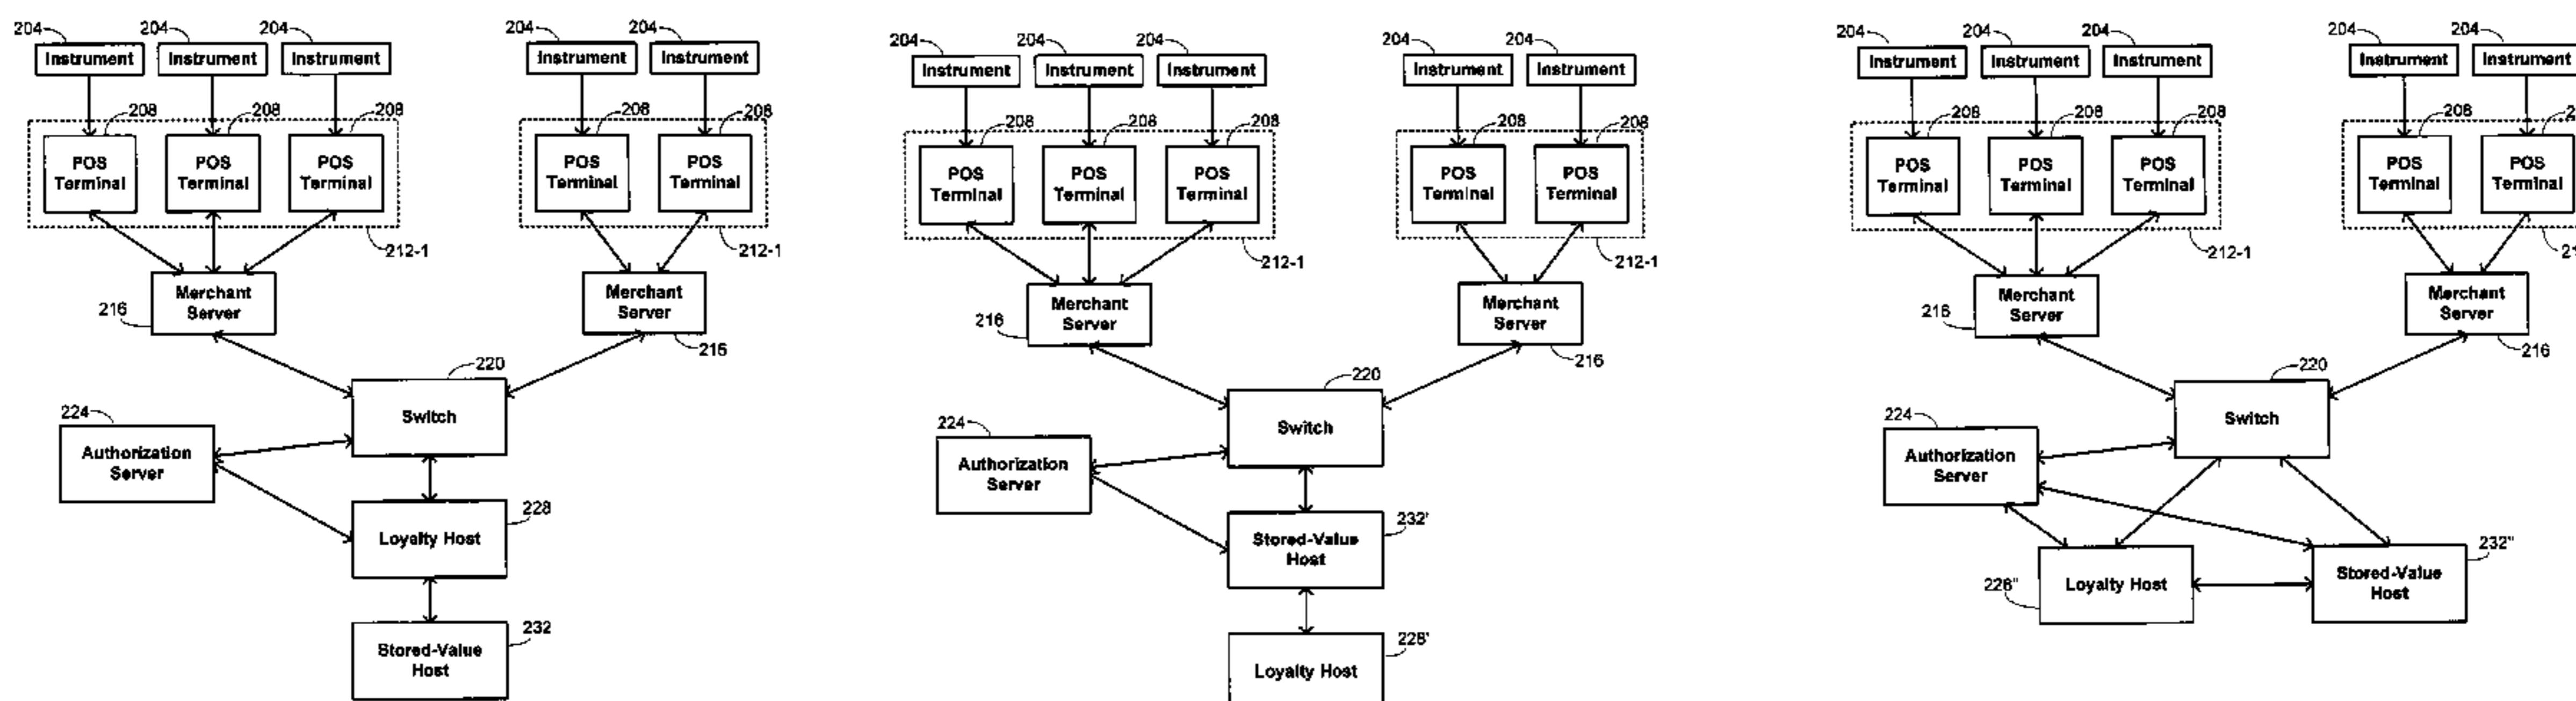 204 204 204 204 204
Instrument Instrument Instrument Instrument Instrument
208 208 208 208 208
POS Terminal POS Terminal POS Terminal POS Terminal POS Terminal
212-1 212-1
Merchant Server Merchant Server
216 216
220
Switch
224
Authorization Server
228
Loyalty Host
232
Stored-Value Host
204 204 204 204 204
Instrument Instrument Instrument Instrument Instrument
208 208 208 208 208
POS Terminal POS Terminal POS Terminal POS Terminal POS Terminal
212-1 212-1
Merchant Server Merchant Server
216 216
220
Switch
224
Authorization Server
232'
Stored-Value Host
228'
Loyalty Host
204 204 204 204 204
Instrument Instrument Instrument Instrument Instrument
208 208 208 208
POS Terminal POS Terminal POS Terminal POS Terminal POS Terminal
212-1
Merchant Server Merchant Server
216 216
220
Switch
224
Authorization Server
228"
Loyalty Host
232"
Stored-Value Host